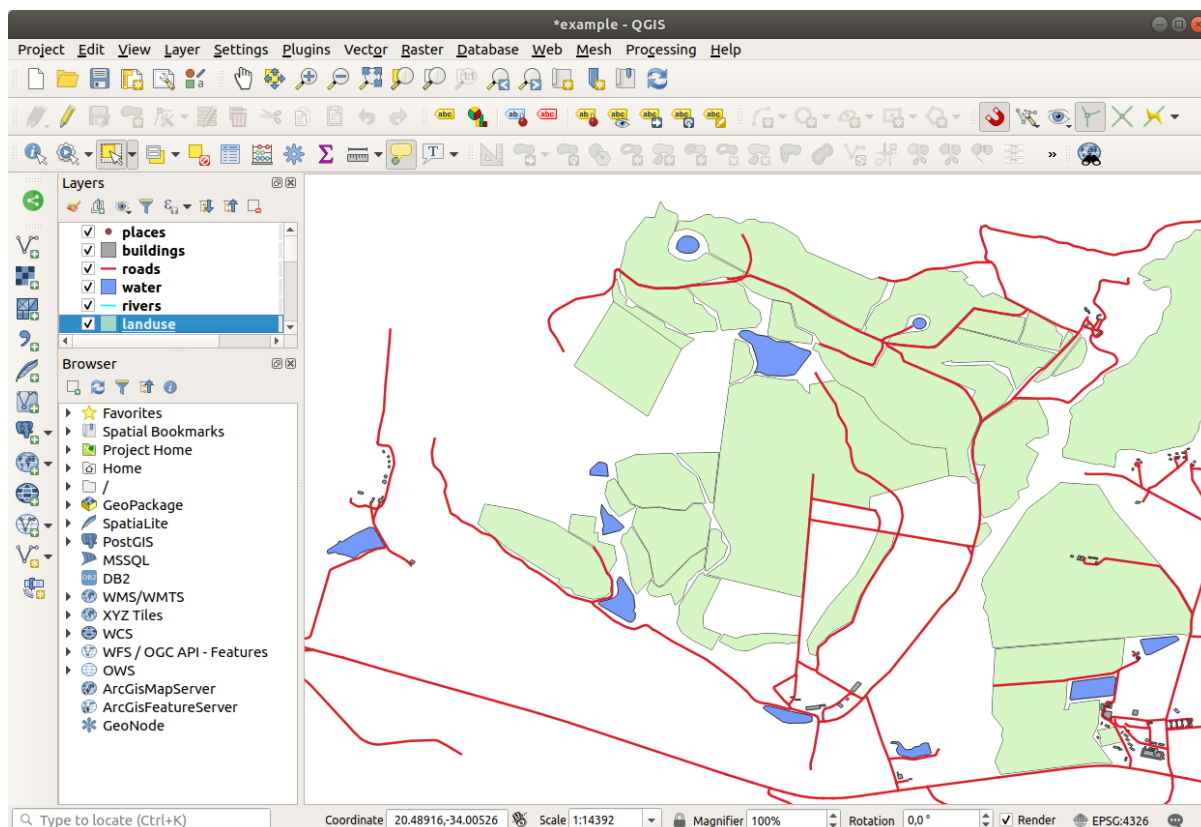 *example - QGIS
Project Edit View Layer Settings Plugins Vector Raster Database Web Mesh Processing Help
Layers
places
buildings
roads
water
rivers
landuse
Browser
Favorites
Spatial Bookmarks
Project Home
Home
/
GeoPackage
SpatiaLite
PostGIS
MSSQL
DB2
WMS/WMTS
XYZ Tiles
WCS
WFS / OGC API - Features
OWS
ArcGisMapServer
ArcGisFeatureServer
GeoNode
Type to locate (Ctrl+K) Coordinate 20.48916,-34.00526 Scale 1:14392 Magnifier 100% Rotation 0,0 ° Render EPSG:4326